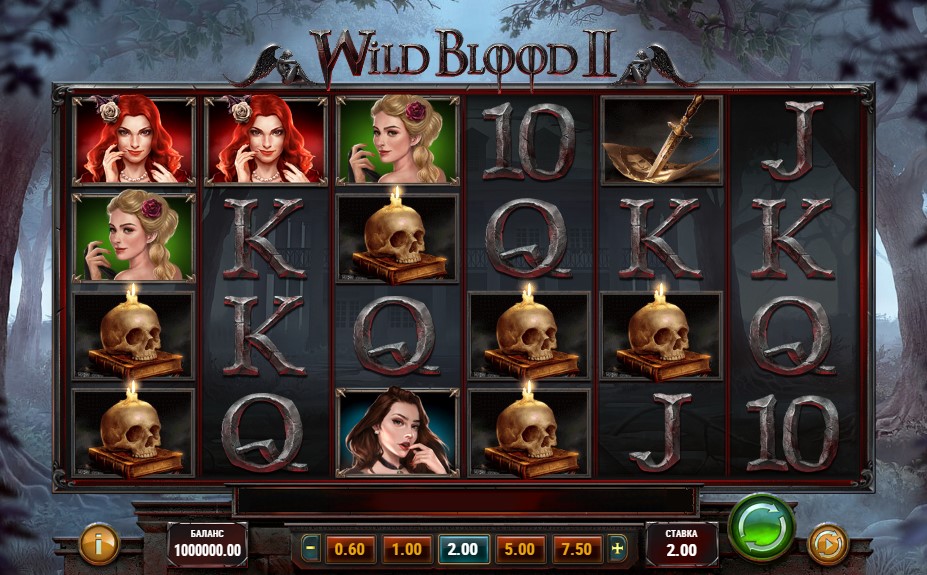 WILD BLOOD II
10 J
K Q K K
K Q Q
Q J 10
i
БАЛАНС
1000000.00
- 0.60 1.00 2.00 5.00 7.50 +
СТАВКА
2.00